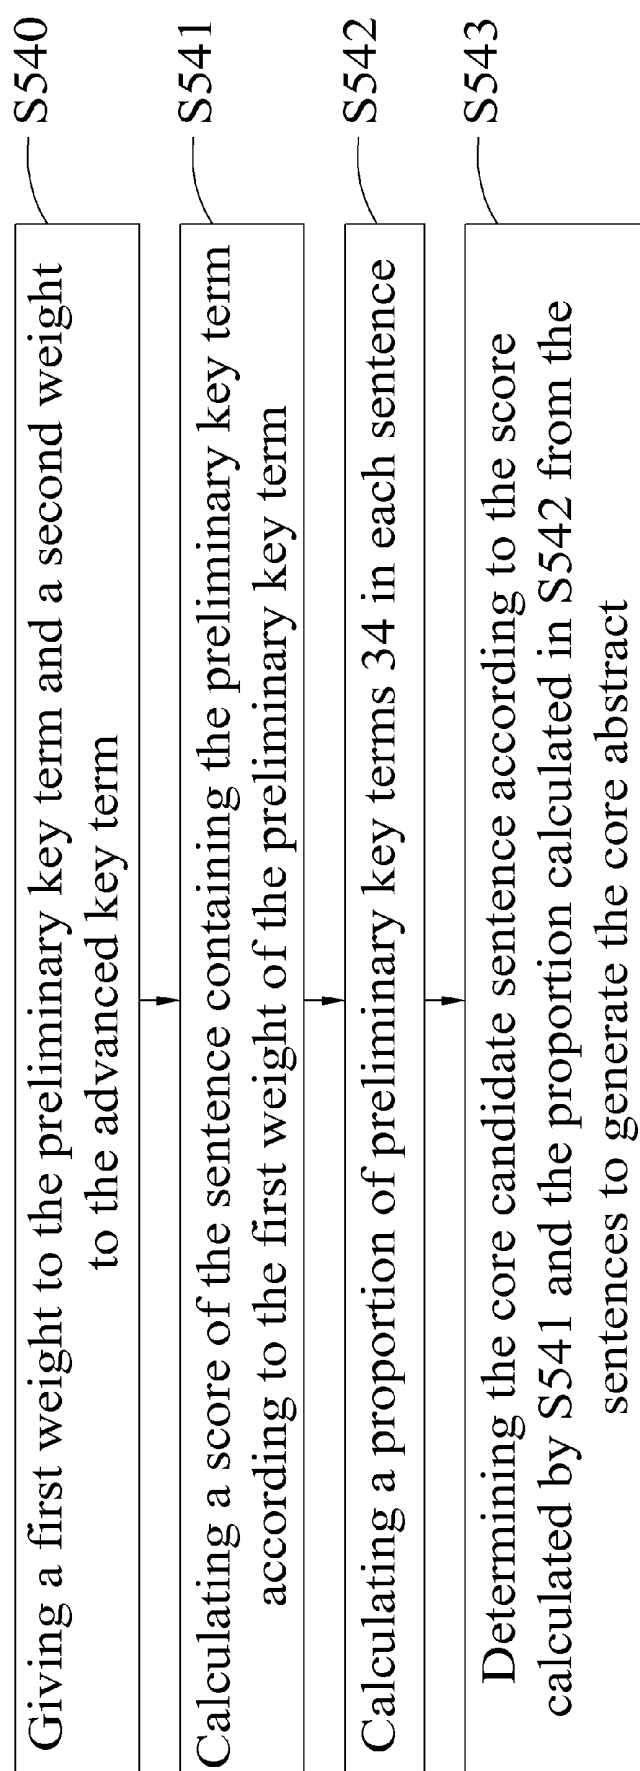 Giving a first weight to the preliminary key term and a second weight
to the advanced key term
S540
Calculating a score of the sentence containing the preliminary key term
according to the first weight of the preliminary key term
S541
Calculating a proportion of preliminary key terms 34 in each sentence
S542
Determining the core candidate sentence according to the score
calculated by S541 and the proportion calculated in S542 from the
sentences to generate the core abstract
S543